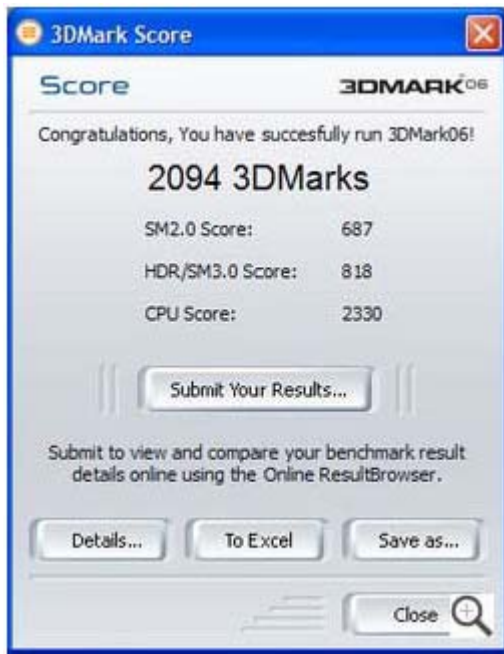 3DMark Score
Score 3DMARK06
Congratulations, You have succesfully run 3DMark06!
2094 3DMarks
SM2.0 Score: 687
HDR/SM3.0 Score: 818
CPU Score: 2330
Submit Your Results...
Submit to view and compare your benchmark result
details online using the Online ResultBrowser.
Details... To Excel Save as...
Close